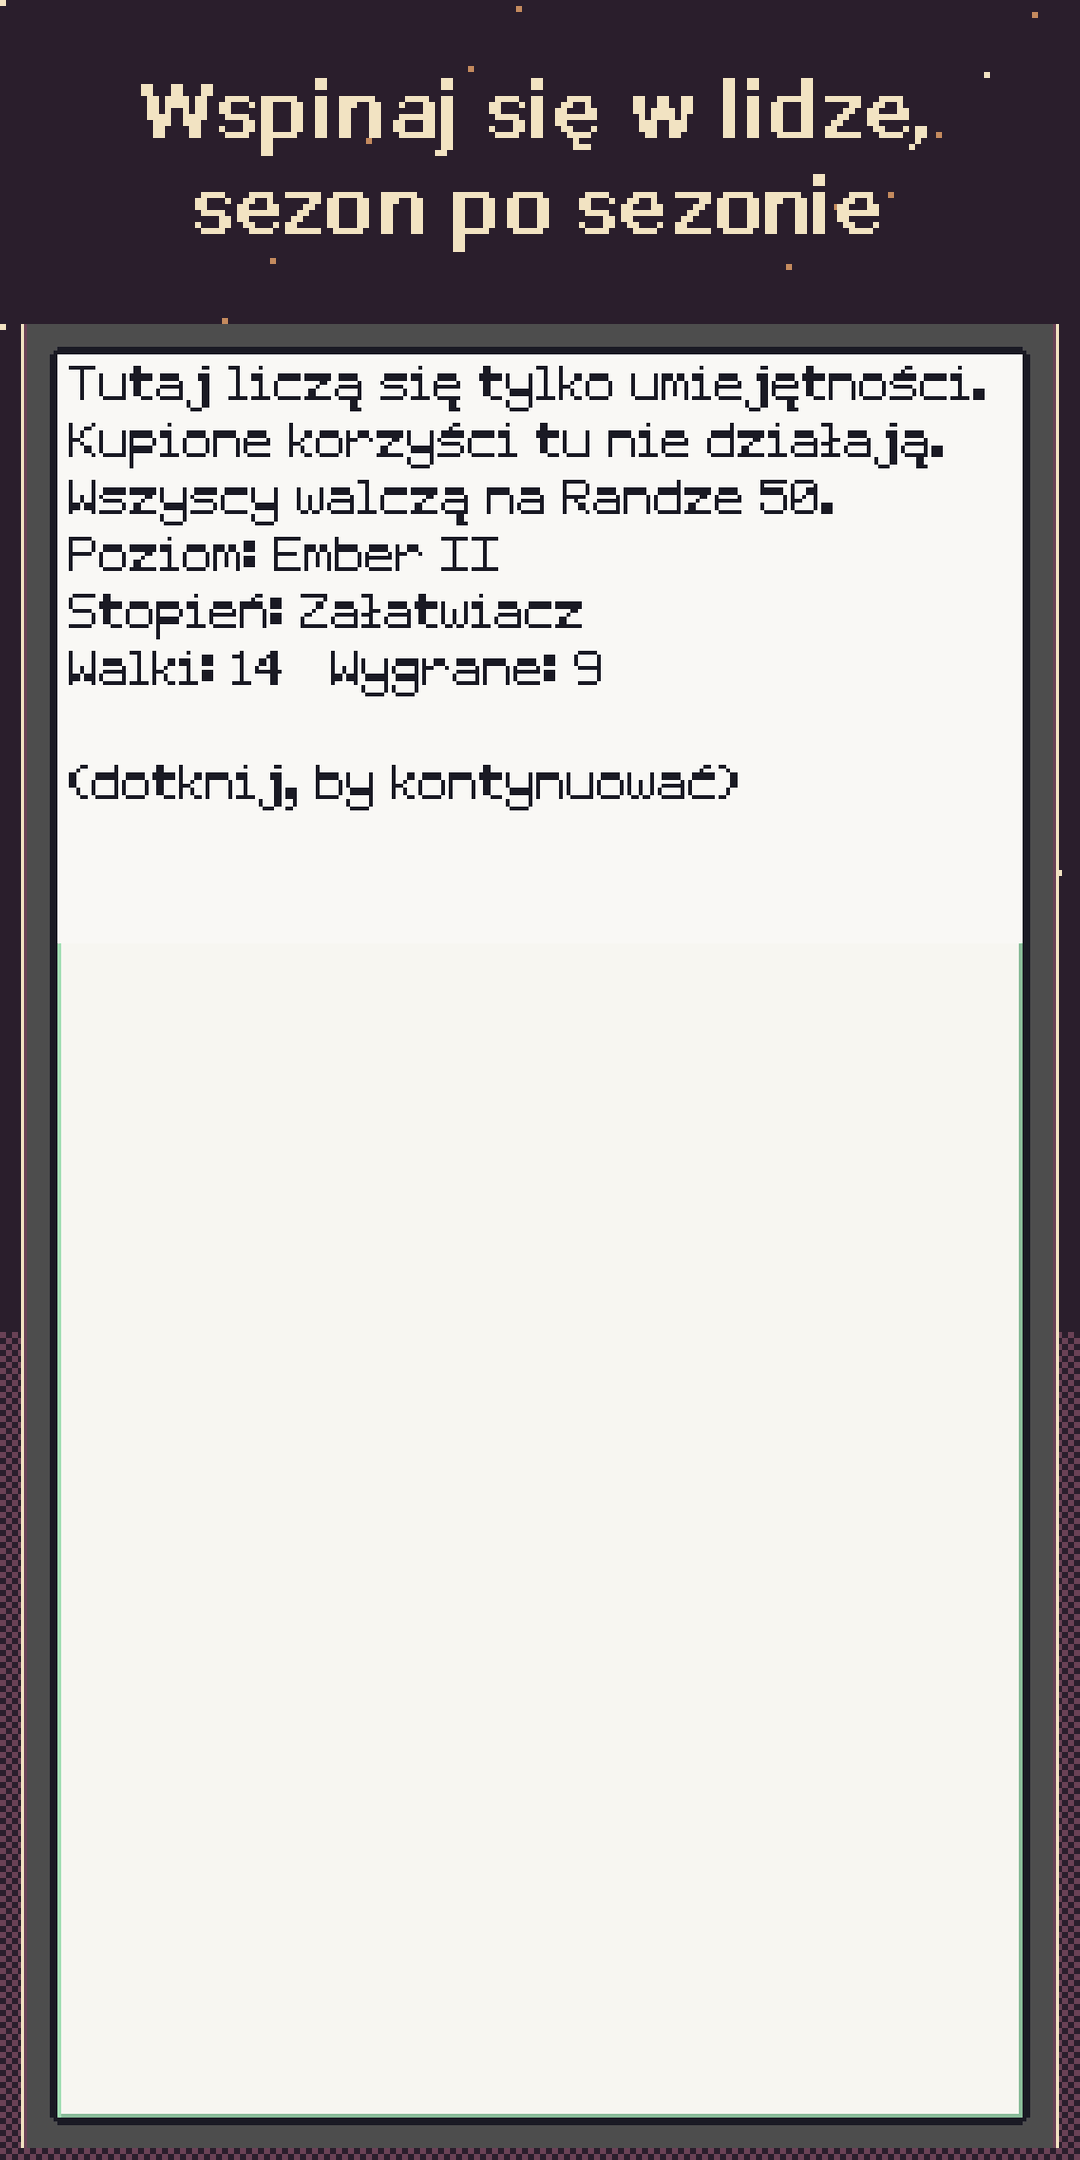 Wspinaj się w lidze,
sezon po sezonie
Tutaj liczą się tylko umiejętności.
Kupione korzyści tu nie działają.
Wszyscy walczą na Randze 50.
Poziom: Ember II
Stopień: Załatwiacz
Walki: 14 Wygrane: 9
(dotknij, by kontynuować)